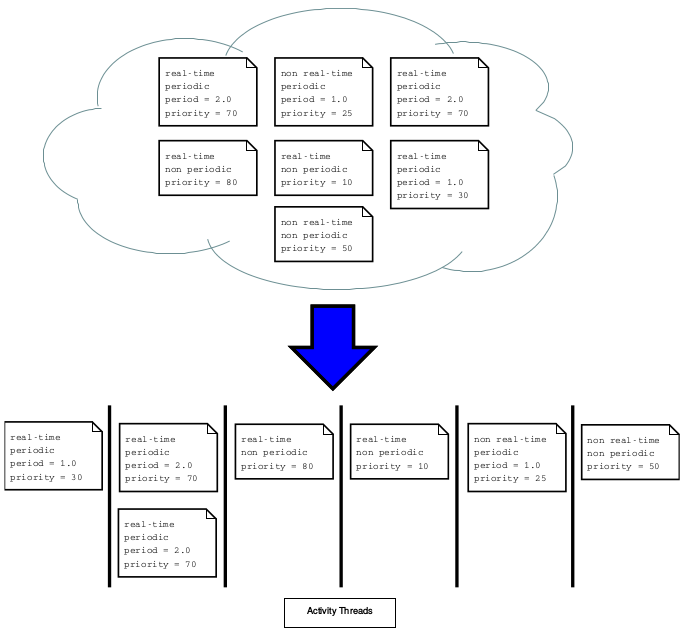 real-time
periodic
period = 2.0
priority = 70
non real-time
periodic
period = 1.0
priority = 25
real-time
periodic
period = 2.0
priority = 70
real-time
non periodic
priority = 80
real-time
non periodic
priority = 10
real-time
periodic
period = 1.0
priority = 30
non real-time
non periodic
priority = 50
real-time
periodic
period = 1.0
priority = 30
real-time
periodic
period = 2.0
priority = 70
real-time
non periodic
priority = 80
real-time
non periodic
priority = 10
non real-time
periodic
period = 1.0
priority = 25
non real-time
non periodic
priority = 50
real-time
periodic
period = 2.0
priority = 70
Activity Threads